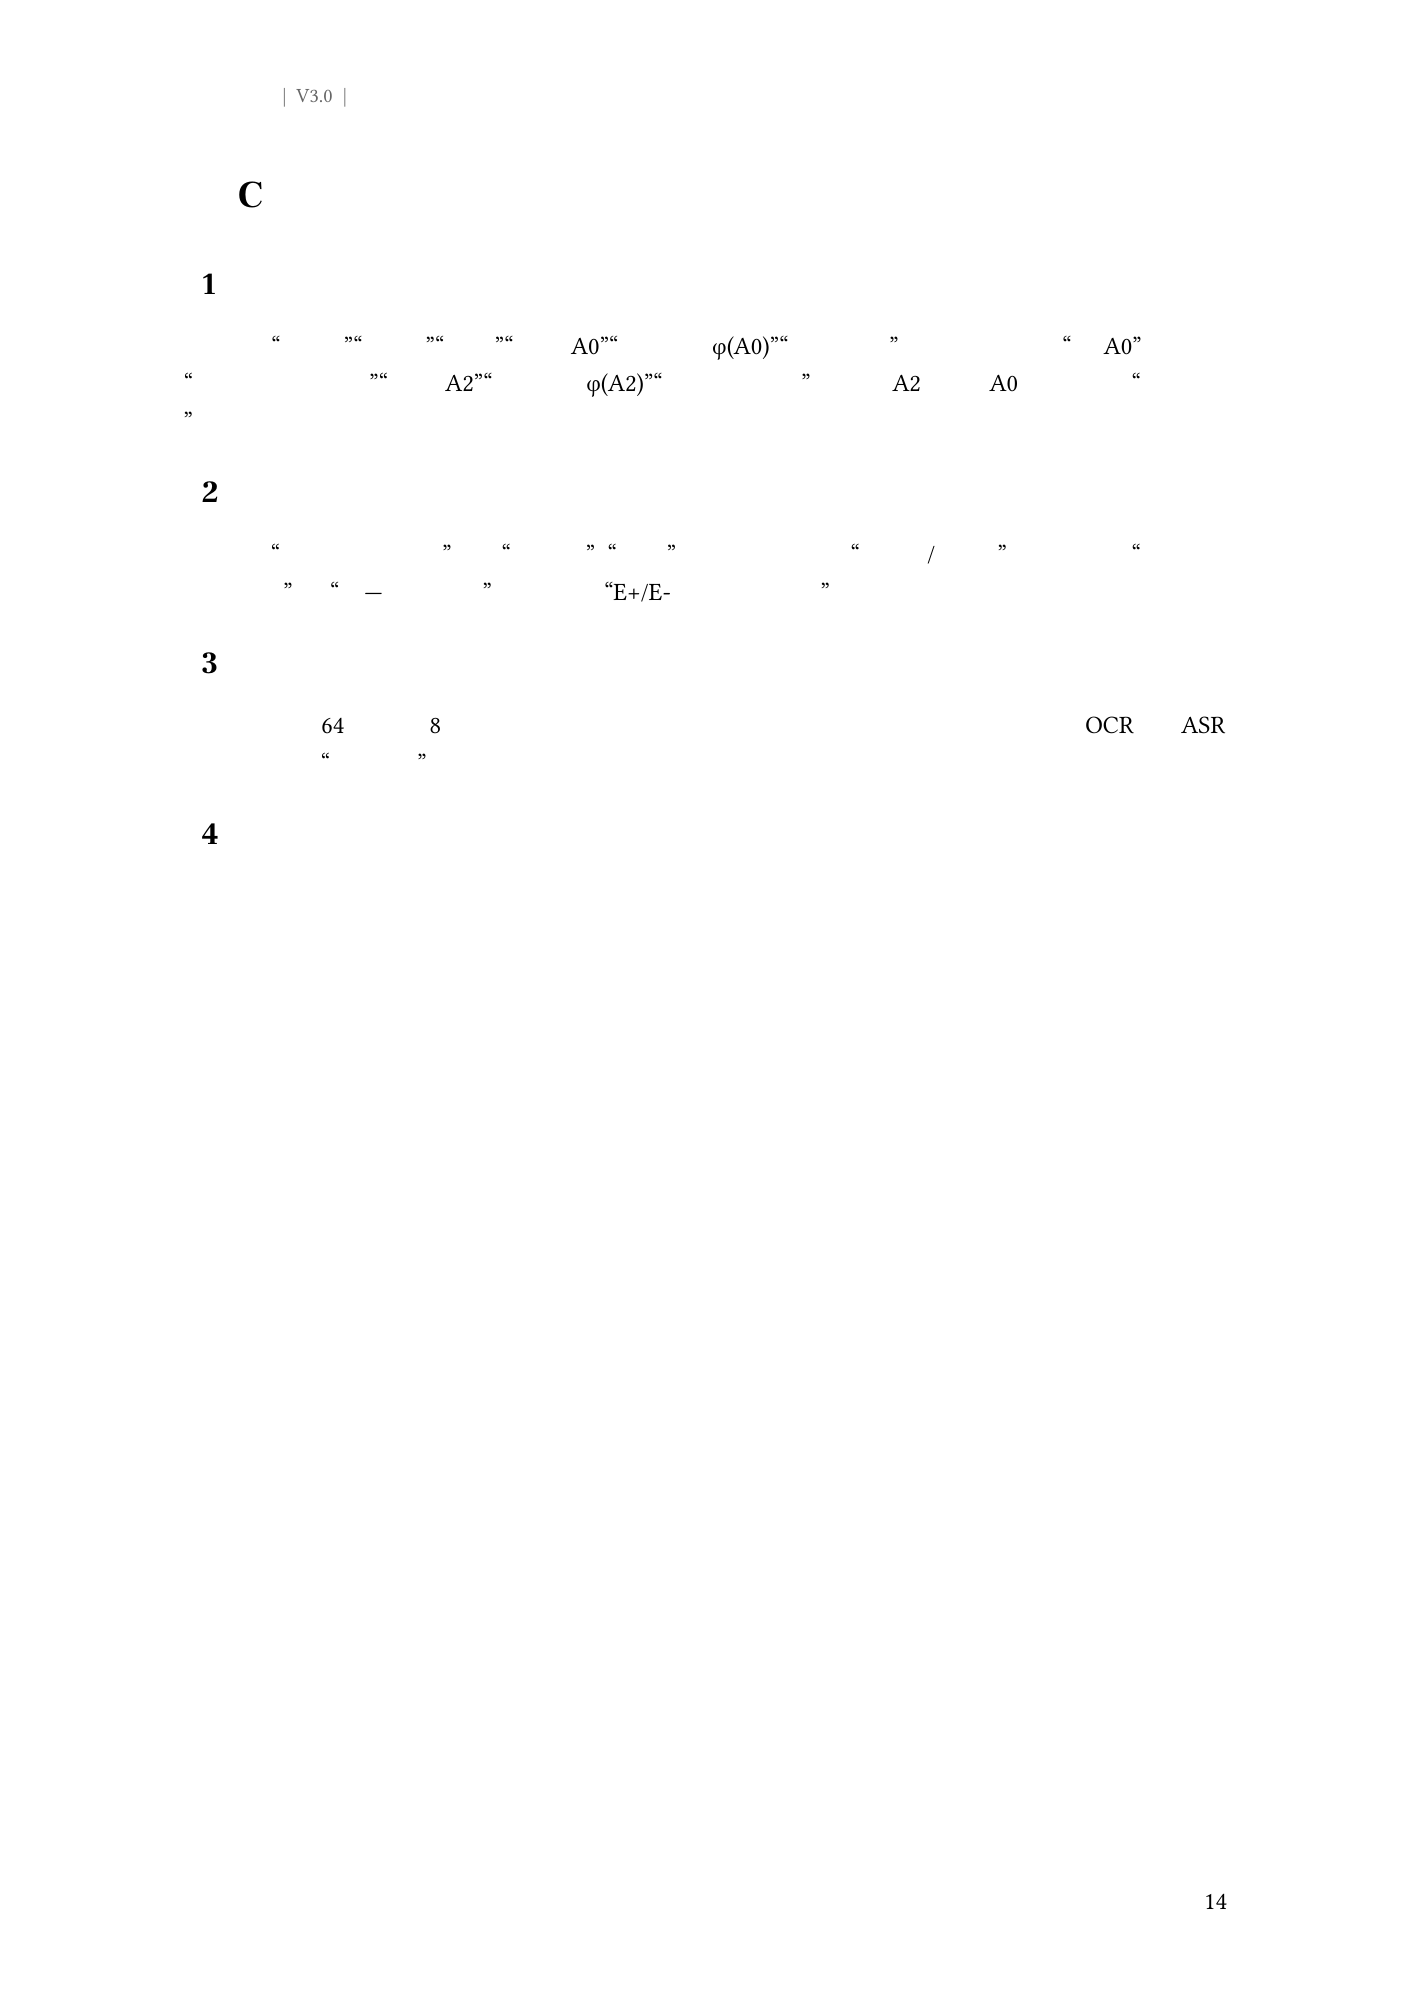 | V3.0 |
C
1
“ ”“ ”“ ”“ A0”“ φ(A0)”“ ” “ A0”
“ ”“ A2”“ φ(A2)”“ ” A2 A0 “
”
2
“ ” “ ” “ ” “ / ” “
” “ — ” “E+/E- ”
3
64 8 OCR ASR
“ ”
4
14